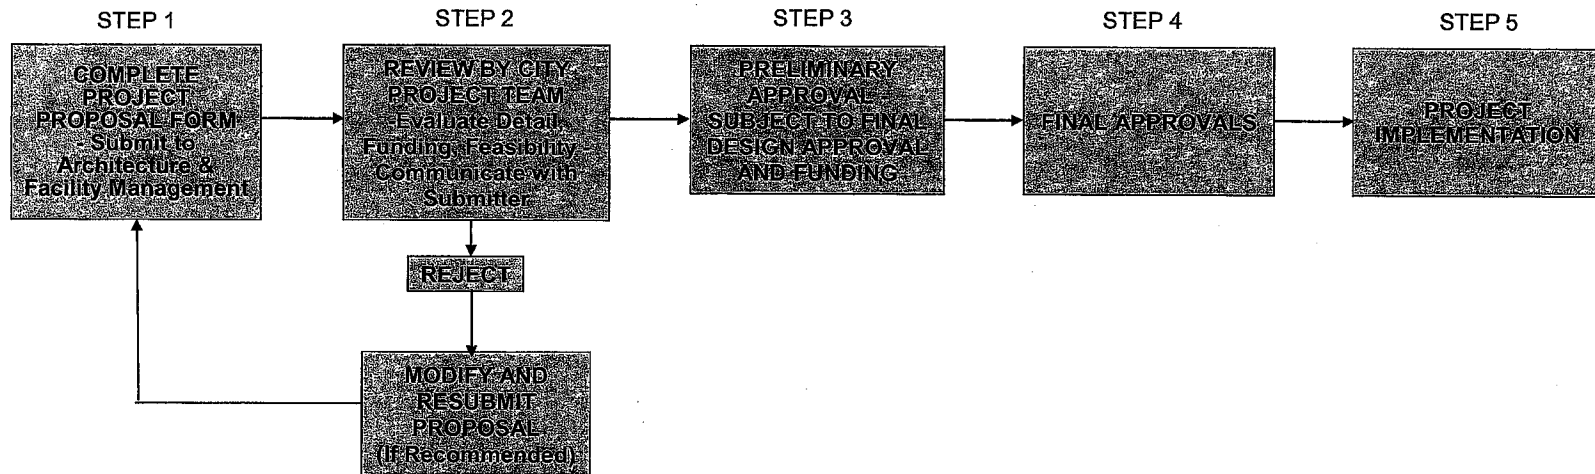 STEP 1
COMPLETE
PROJECT
PROPOSAL FORM
- Submit to
Architecture &
Facility Management
STEP 2
REVIEW BY CITY
PROJECT TEAM
-Evaluate Detail,
Funding, Feasibility
Communicate with
Submitter
STEP 3
PRELIMINARY
APPROVAL -
SUBJECT TO FINAL
DESIGN APPROVAL
AND FUNDING
STEP 4
FINAL APPROVALS
STEP 5
PROJECT
IMPLEMENTATION
REJECT
MODIFY AND
RESUBMIT
PROPOSAL
(If Recommended)